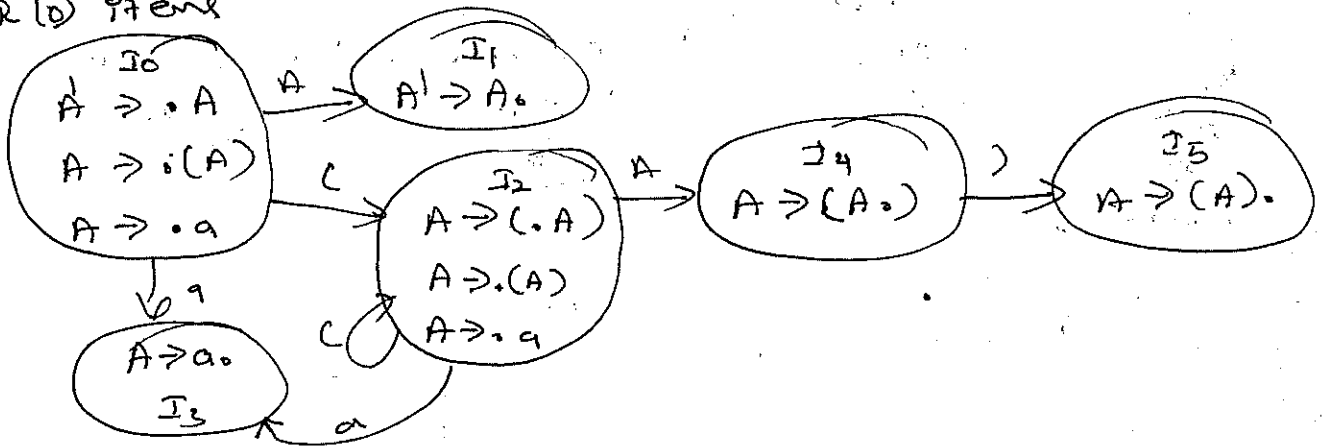 R(0) items
I0
A' → .A
A → .(A)
A → .a
A
I1
A' → A.
(
I2
A → (.A)
A → .(A)
A → .a
(
A
I4
A → (A.)
)
I5
A → (A).
a
A → a.
I3
a